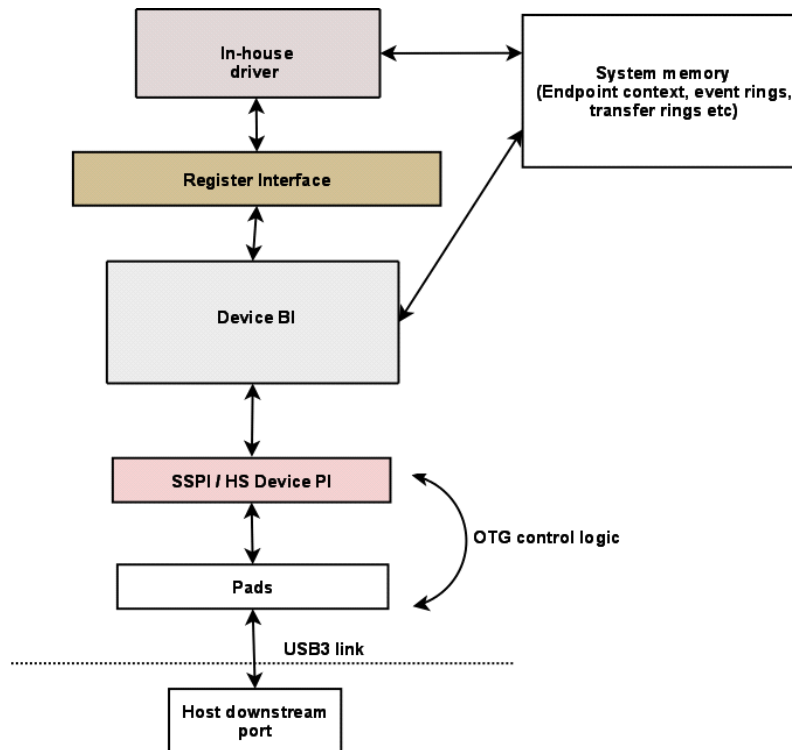 In-house
driver
System memory
(Endpoint context, event rings,
transfer rings etc)
Register Interface
Device BI
SSPI / HS Device PI
OTG control logic
Pads
USB3 link
Host downstream
port